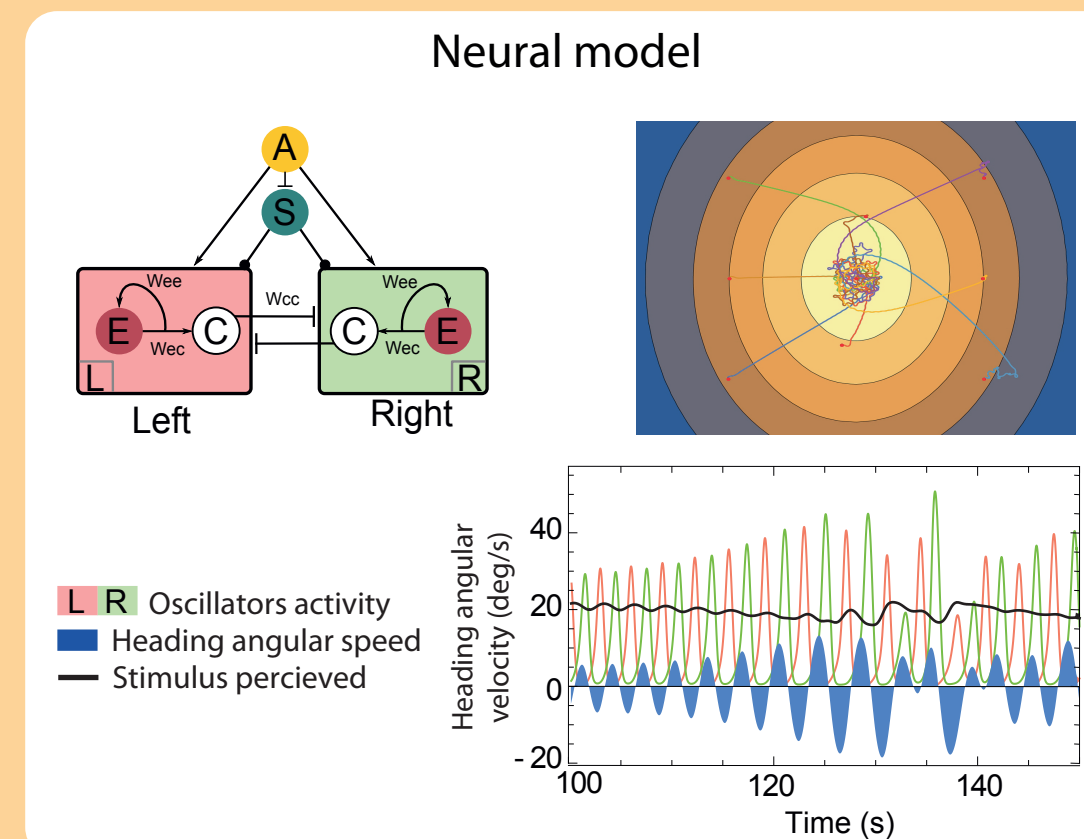 Neural model
A
S
Wee
Wcc
Wee
E
C
C
E
Wec
Wec
L
R
Left
Right
L R Oscillators activity
Heading angular speed
Stimulus percieved
Heading angular
velocity (deg/s)
40
20
0
-20
100
120
140
Time (s)